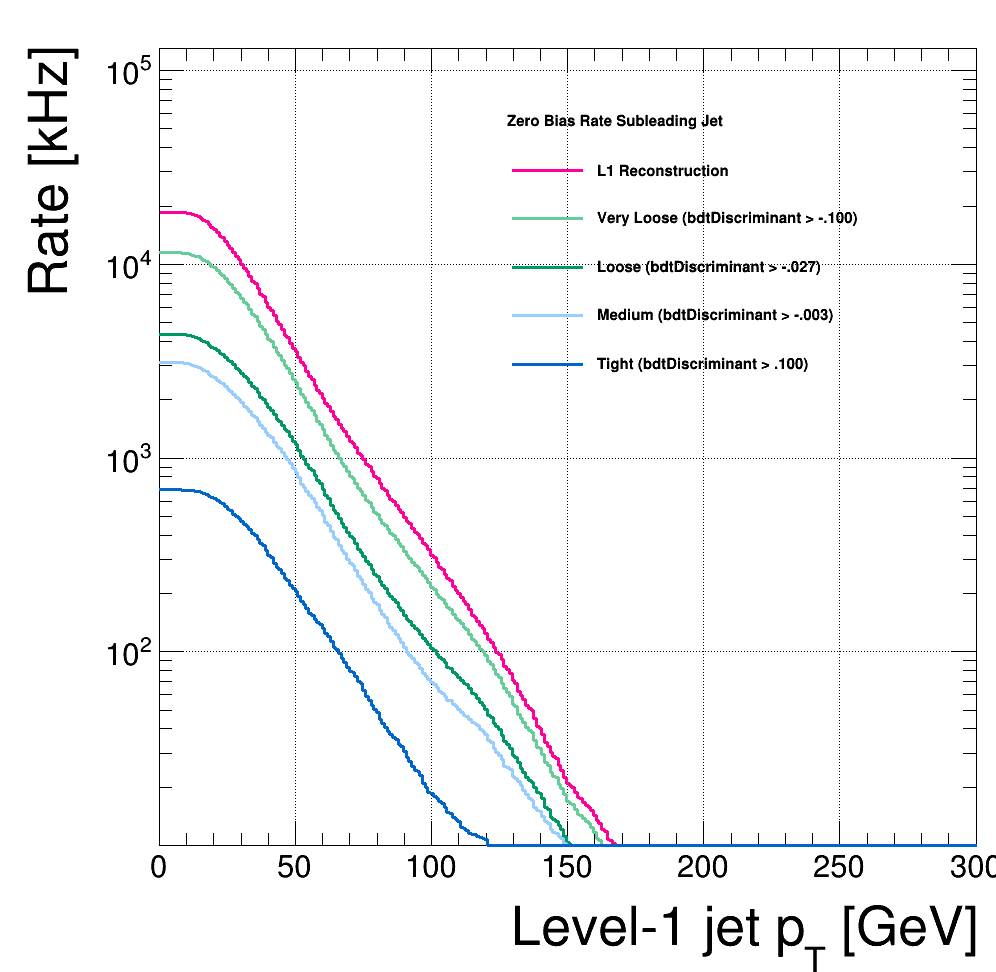 Rate [kHz]
10^5
10^4
10^3
10^2
Zero Bias Rate Subleading Jet
L1 Reconstruction
Very Loose (bdtDiscriminant > -.100)
Loose (bdtDiscriminant > -.027)
Medium (bdtDiscriminant > -.003)
Tight (bdtDiscriminant > .100)
0 50 100 150 200 250 300
Level-1 jet p_T [GeV]